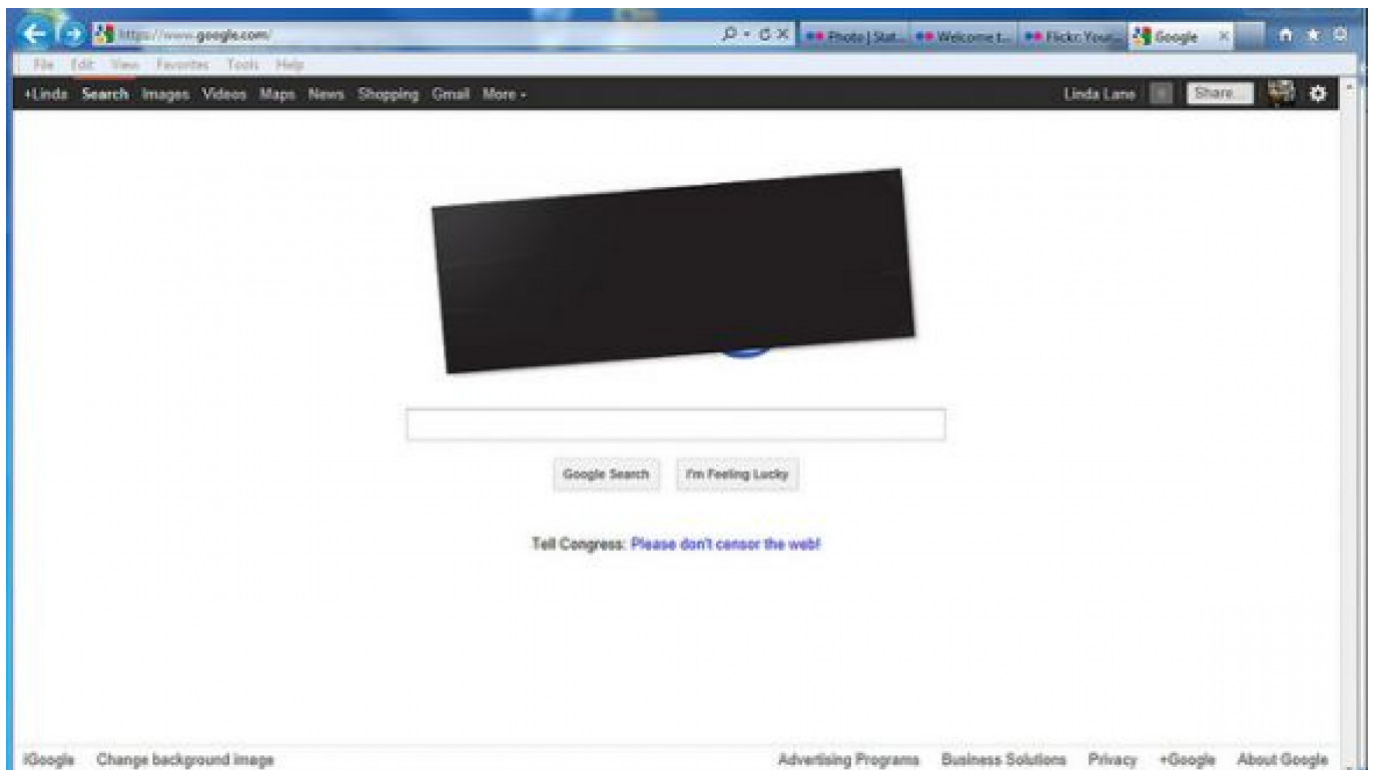 https://www.google.com/
Photo | Stat...
Welcome t...
Flickr: Your...
Google
File Edit View Favorites Tools Help
+Linda Search Images Videos Maps News Shopping Gmail More
Linda Lane
Share...
Google Search
I'm Feeling Lucky
Tell Congress: Please don't censor the web!
iGoogle Change background image
Advertising Programs Business Solutions Privacy +Google About Google